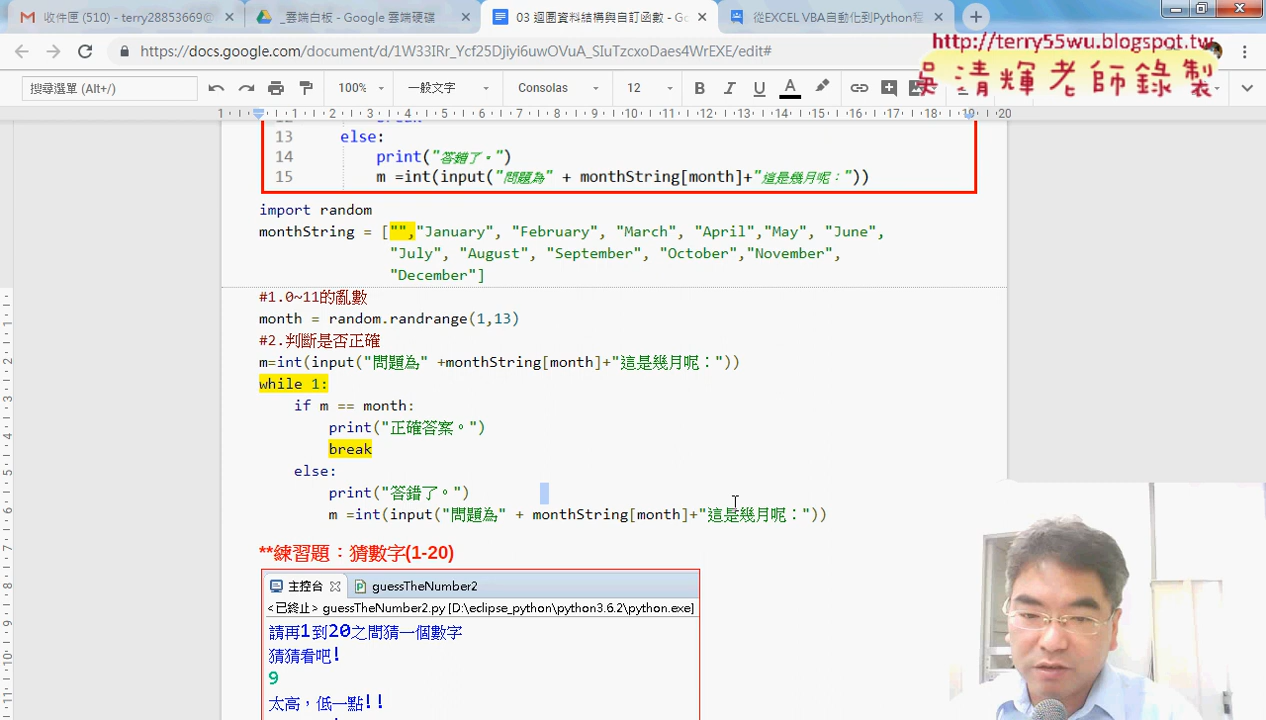 收件匣 (510) - terry28853669@
_雲端白板 - Google 雲端硬碟
03 迴圈資料結構與自訂函數 - Go
從EXCEL VBA自動化到Python程
https://docs.google.com/document/d/1W33IRr_Ycf25Djiyi6uwOVuA_SIuTzcxoDaes4WrEXE/edit#
http://terry55wu.blogspot.tw
吳清輝老師錄製
搜尋選單 (Alt+/)
100%
一般文字
Consolas
12
B I U A
13 else:
14 print("答錯了。")
15 m =int(input("問題為" + monthString[month]+"這是幾月呢："))
import random
monthString = ["","January", "February", "March", "April","May", "June",
"July", "August", "September", "October","November",
"December"]
#1.0~11的亂數
month = random.randrange(1,13)
#2.判斷是否正確
m=int(input("問題為" +monthString[month]+"這是幾月呢："))
while 1:
if m == month:
print("正確答案。")
break
else:
print("答錯了。")
m =int(input("問題為" + monthString[month]+"這是幾月呢："))
**練習題：猜數字(1-20)
主控台
guessTheNumber2
<已終止> guessTheNumber2.py [D:\eclipse_python\python3.6.2\python.exe]
請再1到20之間猜一個數字
猜猜看吧!
9
太高，低一點!!